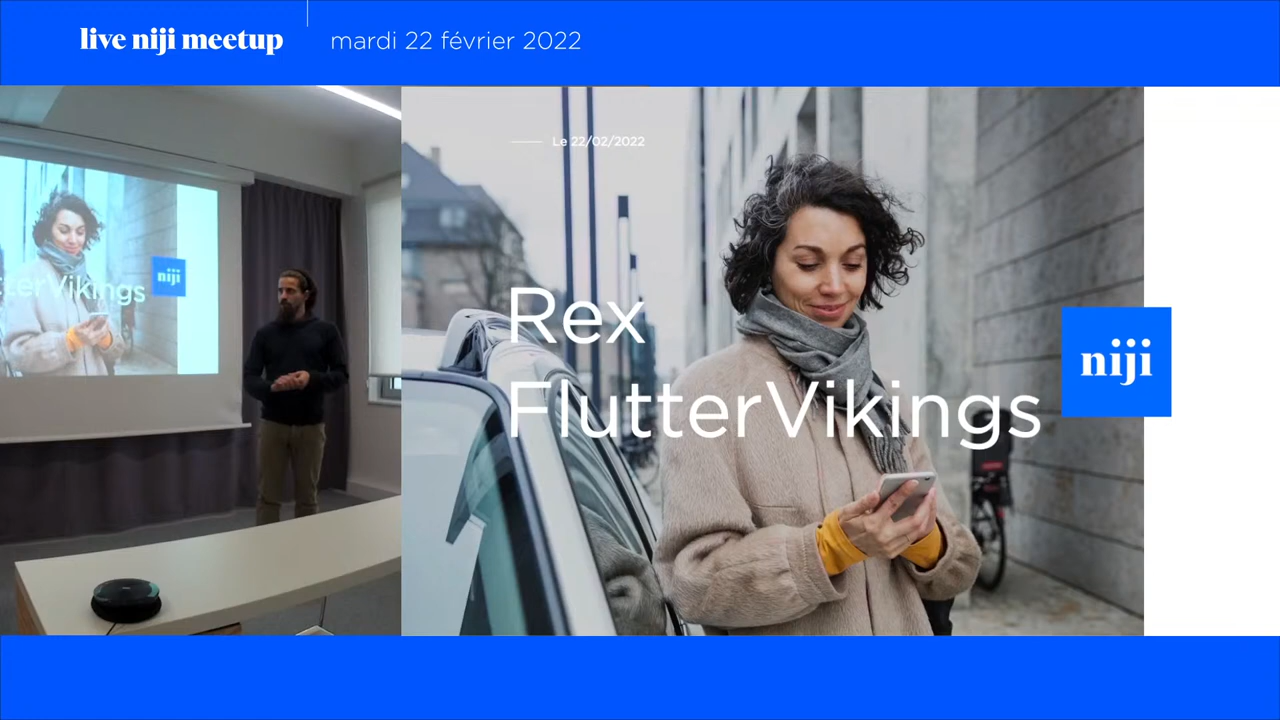 live niji meetup
mardi 22 février 2022
Le 22/02/2022
Rex
FlutterVikings
niji
tterVikings
niji